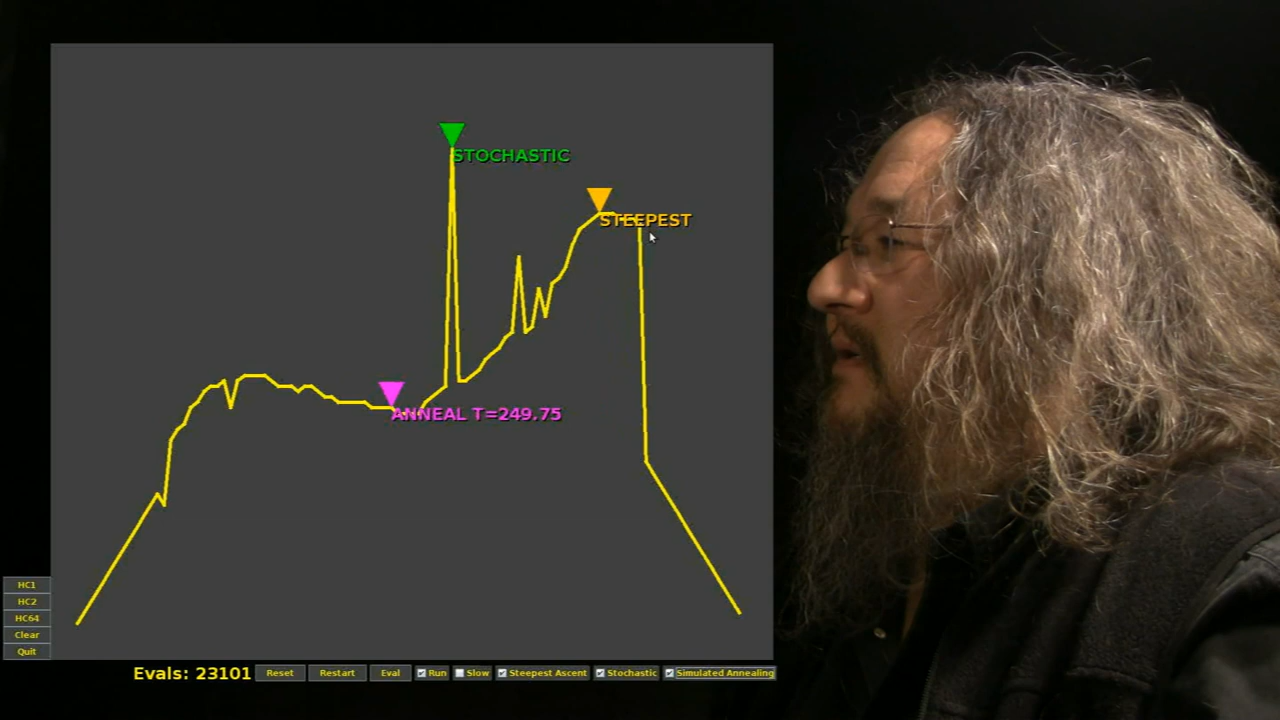 STOCHASTIC
STEEPEST
ANNEAL T=249.75
HC1
HC2
HC64
Clear
Quit
Evals: 23101 Reset Restart Eval Run Slow Steepest Ascent Stochastic Simulated Annealing